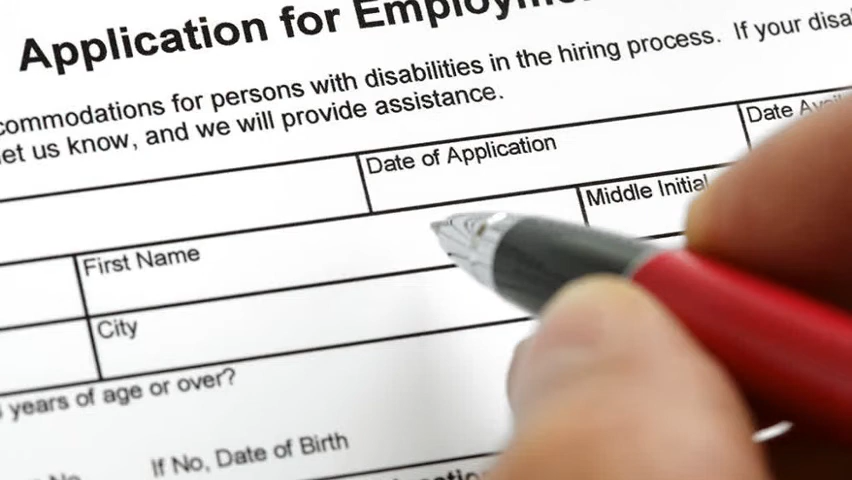 Application for Employme
commodations for persons with disabilities in the hiring process. If your disa
et us know, and we will provide assistance.
Date of Application
Date Avail
First Name
Middle Initial
City
years of age or over?
No
If No, Date of Birth